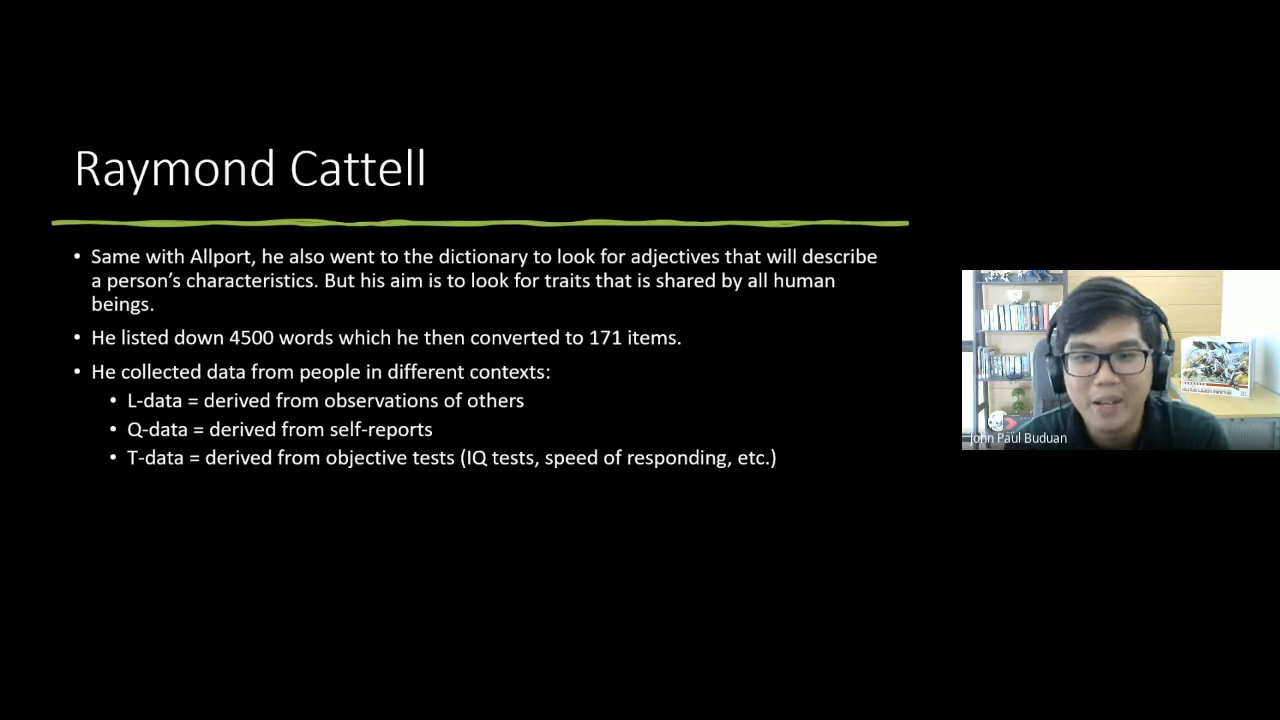 Raymond Cattell
• Same with Allport, he also went to the dictionary to look for adjectives that will describe
a person's characteristics. But his aim is to look for traits that is shared by all human
beings.
• He listed down 4500 words which he then converted to 171 items.
• He collected data from people in different contexts:
• L-data = derived from observations of others
• Q-data = derived from self-reports
• T-data = derived from objective tests (IQ tests, speed of responding, etc.)
John Paul Buduan